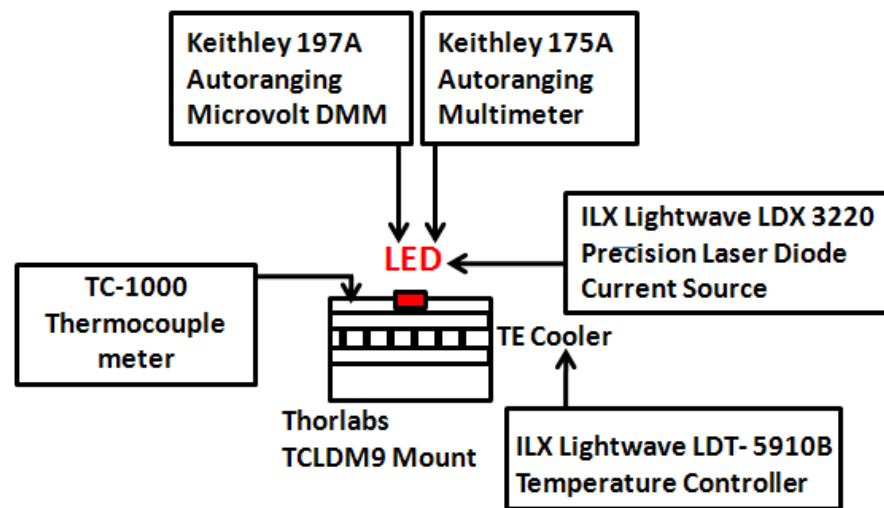 Keithley 197A
Autoranging
Microvolt DMM
Keithley 175A
Autoranging
Multimeter
LED
ILX Lightwave LDX 3220
Precision Laser Diode
Current Source
TC-1000
Thermocouple
meter
TE Cooler
Thorlabs
TCLDM9 Mount
ILX Lightwave LDT- 5910B
Temperature Controller